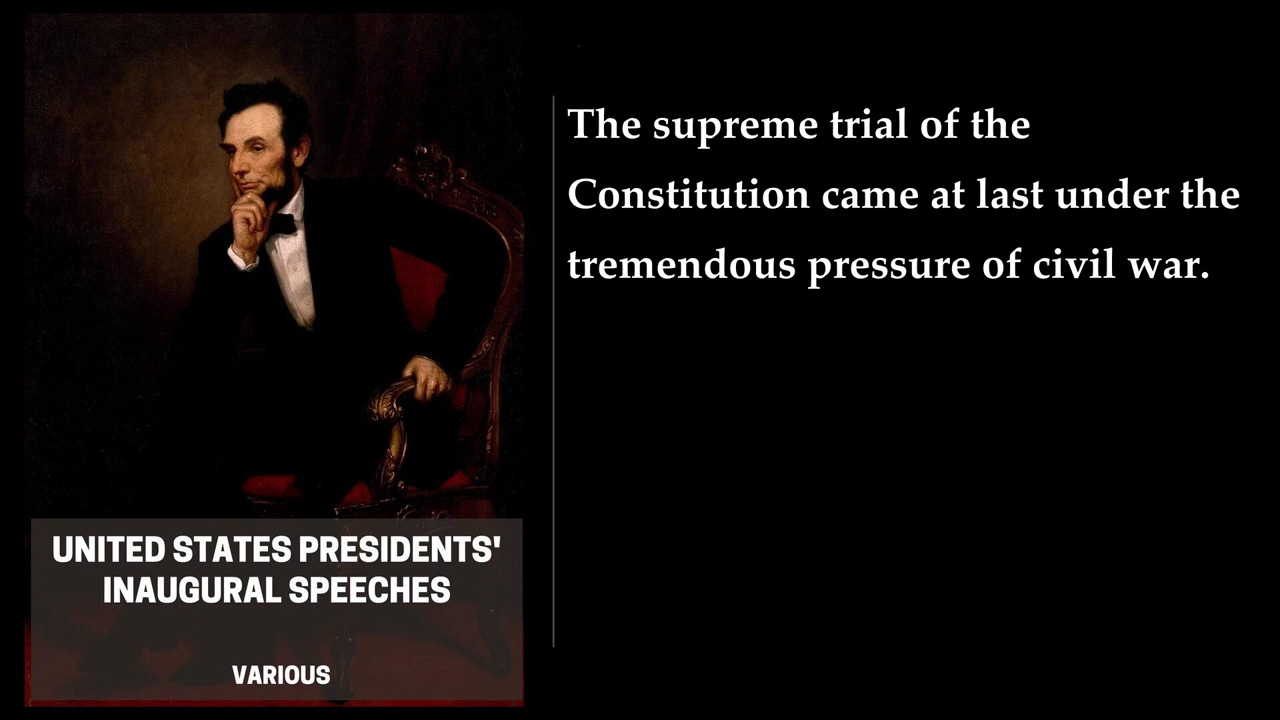 The supreme trial of the
Constitution came at last under the
tremendous pressure of civil war.
UNITED STATES PRESIDENTS'
INAUGURAL SPEECHES
VARIOUS